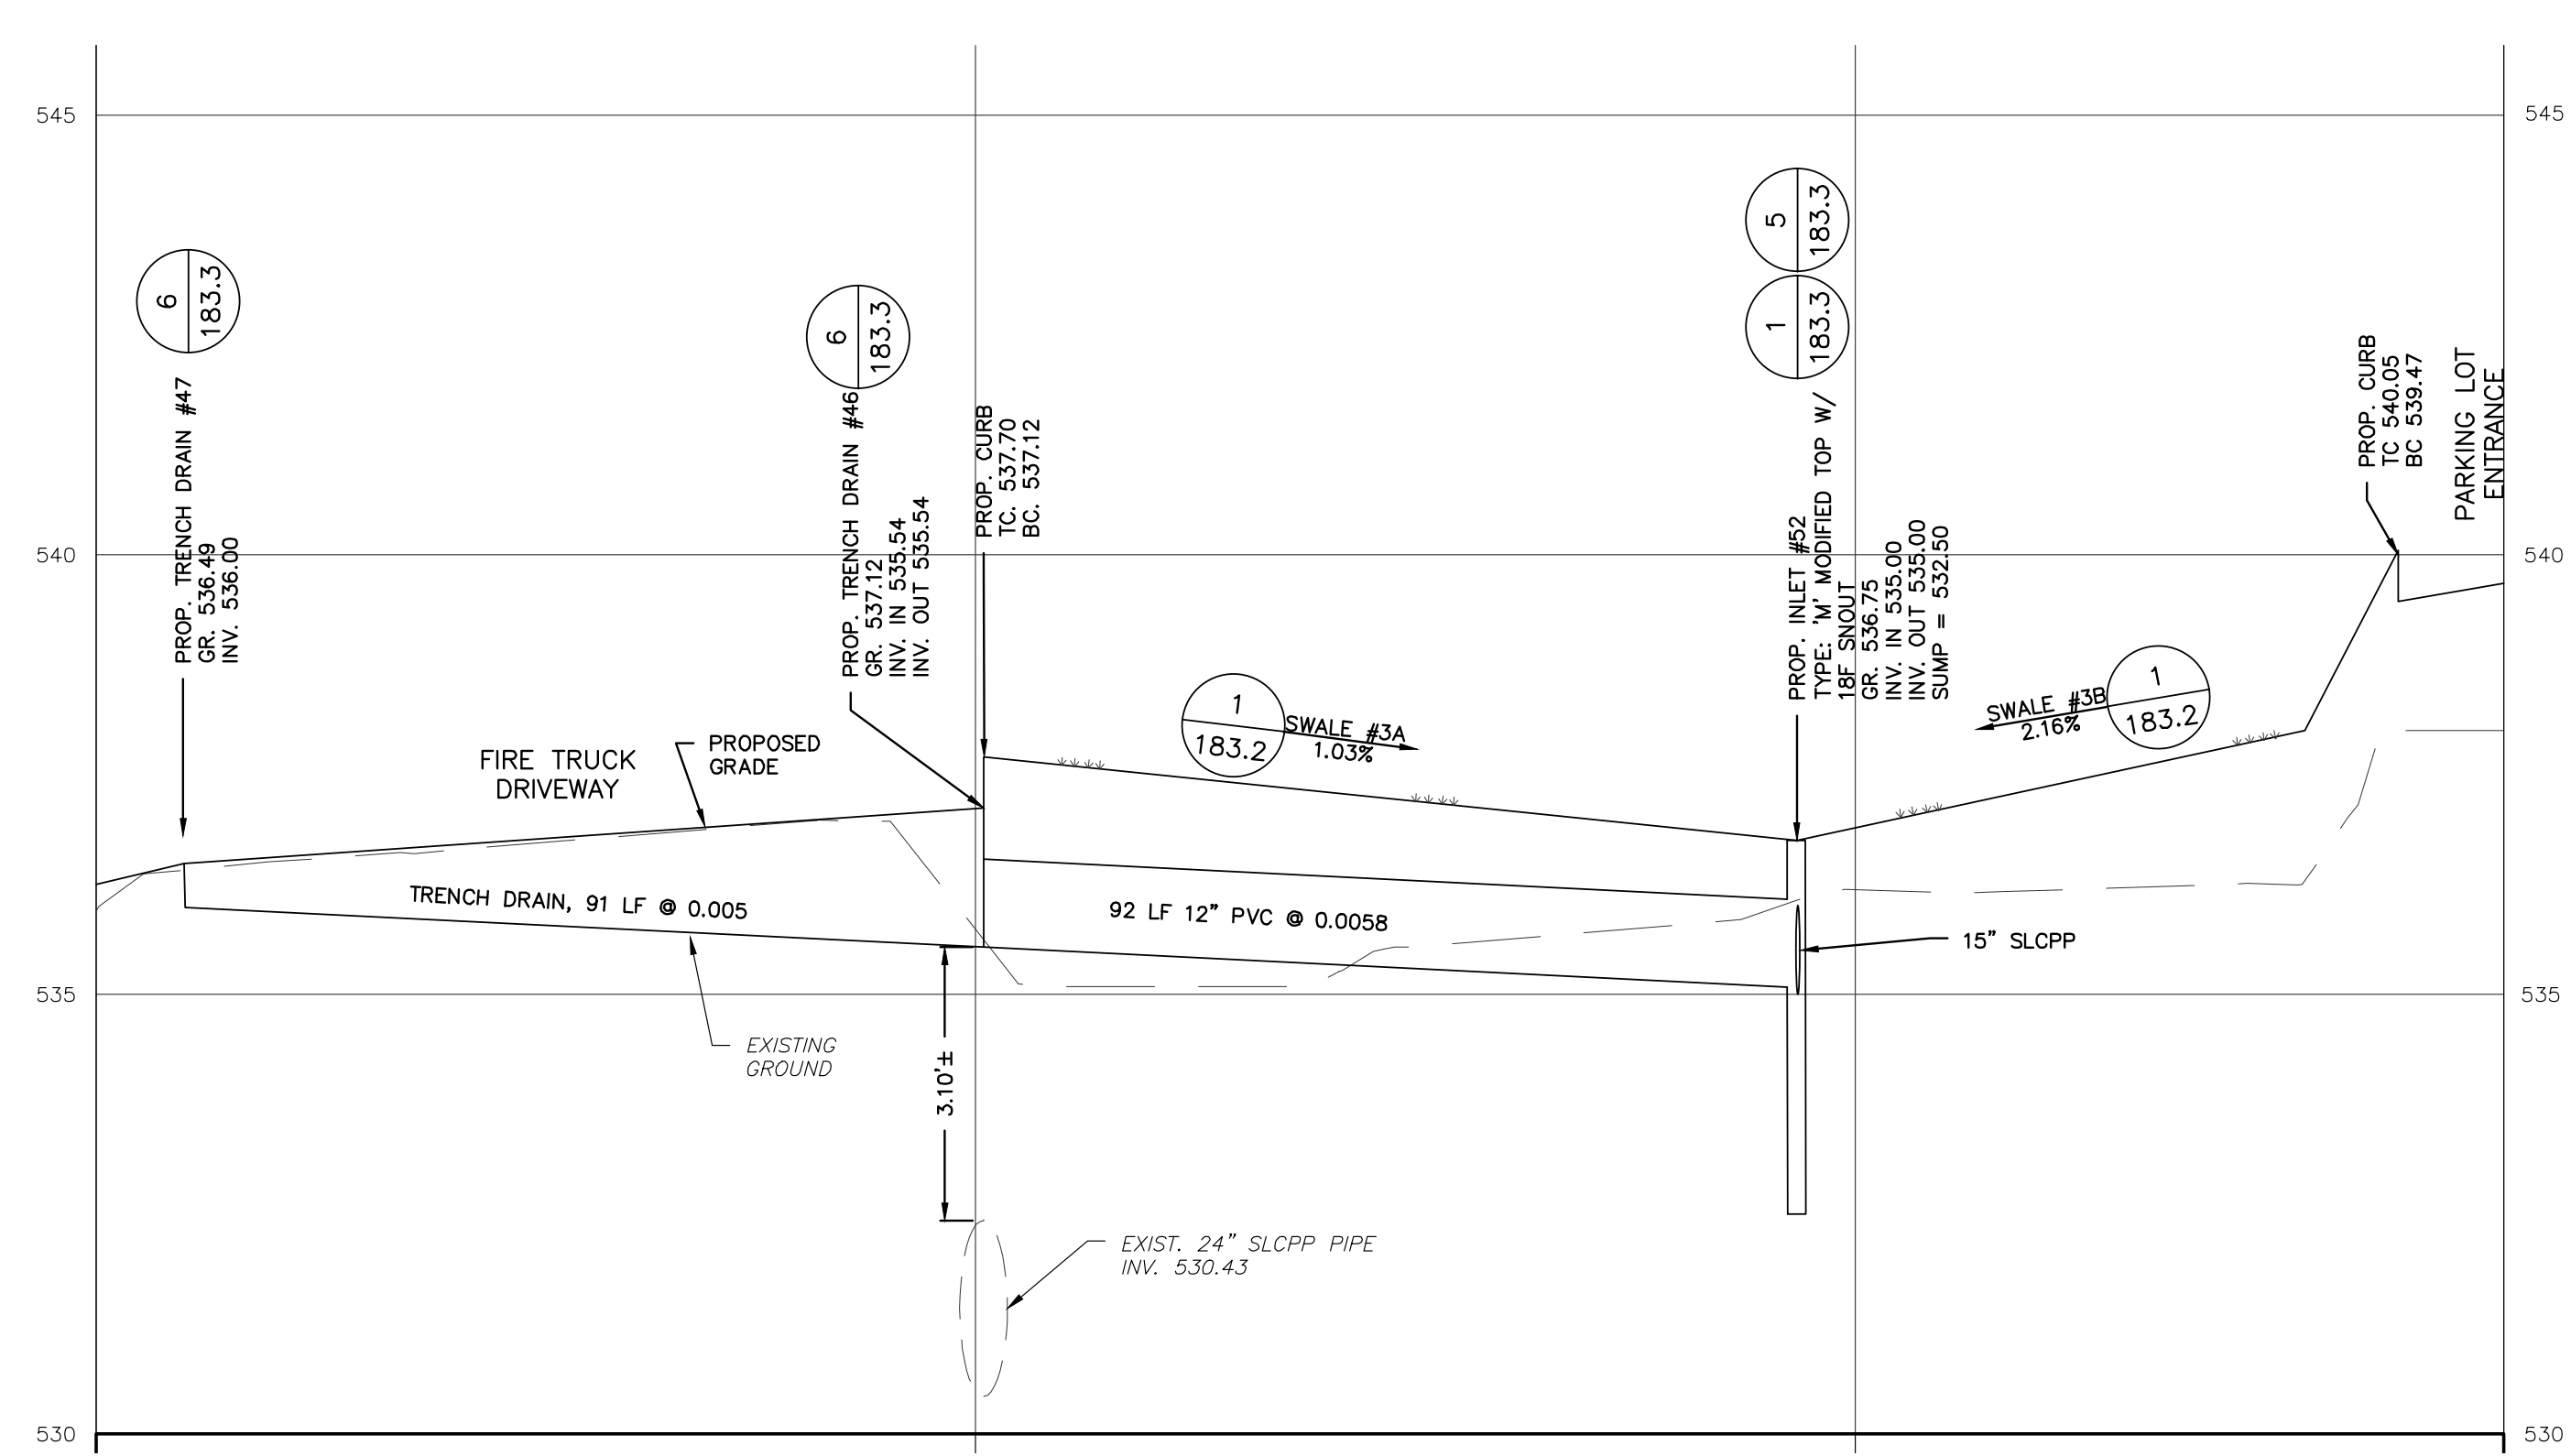 545
545
5
183.3
6
183.3
6
183.3
1
183.3
PROP. TRENCH DRAIN #47
GR. 536.49
INV. 536.00
PROP. TRENCH DRAIN #46
GR. 537.12
INV. IN 535.54
INV. OUT 535.54
PROP. CURB
TC. 537.70
BC. 537.12
PROP. INLET #52
TYPE: 'M' MODIFIED TOP W/
18F SNOUT
GR. 536.75
INV. IN 535.00
INV. OUT 535.00
SUMP = 532.50
PROP. CURB
TC 540.05
BC 539.47
PARKING LOT
ENTRANCE
540
540
FIRE TRUCK
DRIVEWAY
PROPOSED
GRADE
1
183.2
SWALE #3A
1.03%
SWALE #3B
2.16%
1
183.2
TRENCH DRAIN, 91 LF @ 0.005
92 LF 12" PVC @ 0.0058
15" SLCPP
535
535
EXISTING
GROUND
3.10'±
EXIST. 24" SLCPP PIPE
INV. 530.43
530
530